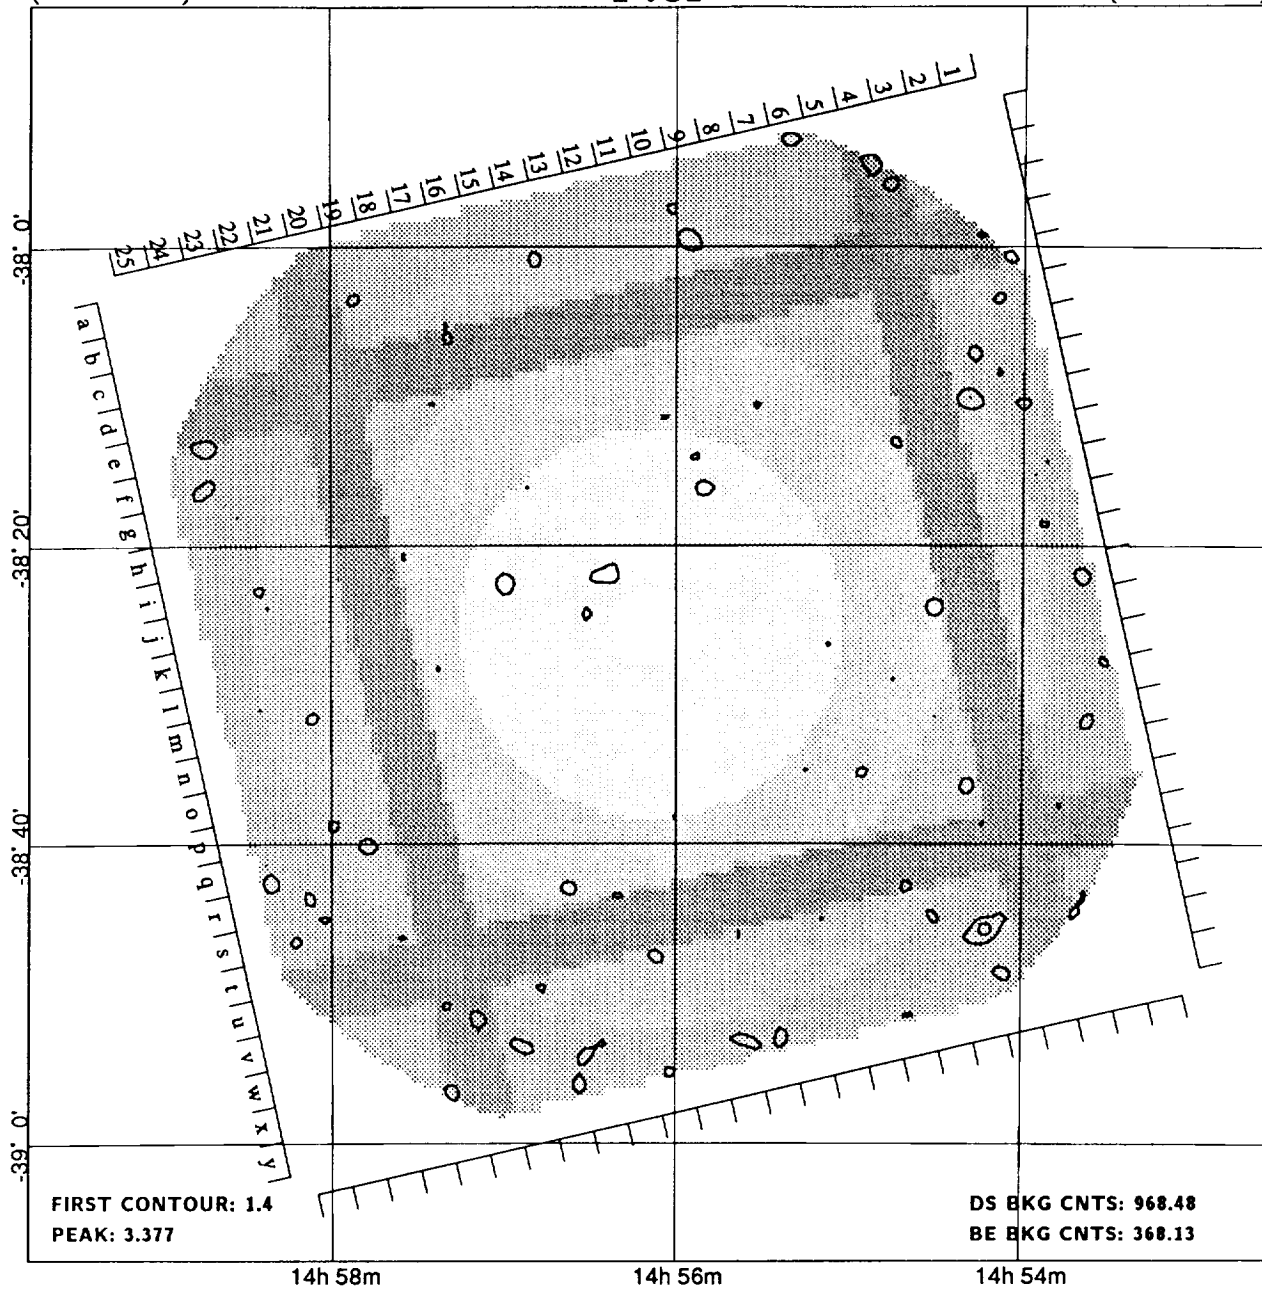 1 2 3 4 5 6 7 8 9 10 11 12 13 14 15 16 17 18 19 20 21 22 23 24 25
-38° 0'
a b c d e f g h i j k l m n o p q r s t u v w x y
-38° 20'
-38° 40'
-39° 0'
FIRST CONTOUR: 1.4
PEAK: 3.377
DS BKG CNTS: 968.48
BE BKG CNTS: 368.13
14h 58m
14h 56m
14h 54m